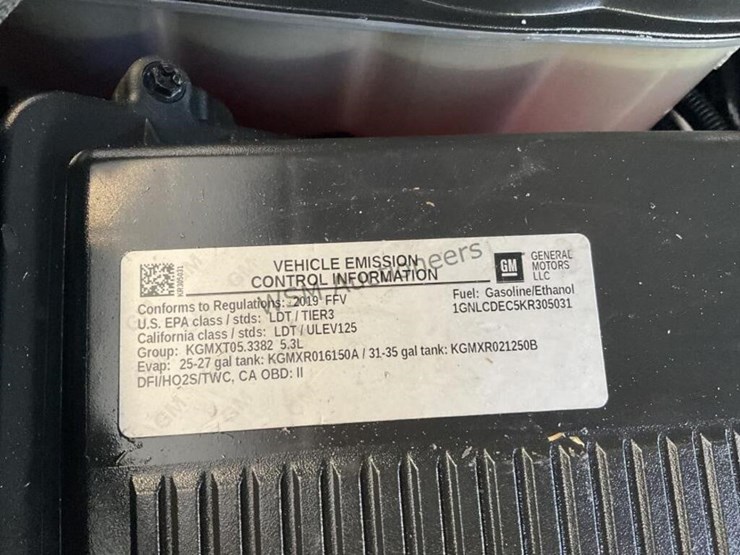 VEHICLE EMISSION
CONTROL INFORMATION
GM
GENERAL
MOTORS
LLC
Conforms to Regulations: 2019 FFV
U.S. EPA class / stds: LDT / TIER3
California class / stds: LDT / ULEV125
Group: KGMXT05.3382 5.3L
Evap: 25-27 gal tank: KGMXR016150A / 31-35 gal tank: KGMXR021250B
DFI/HO2S/TWC, CA OBD: II
Fuel: Gasoline/Ethanol
1GNLCDEC5KR305031
KR305031